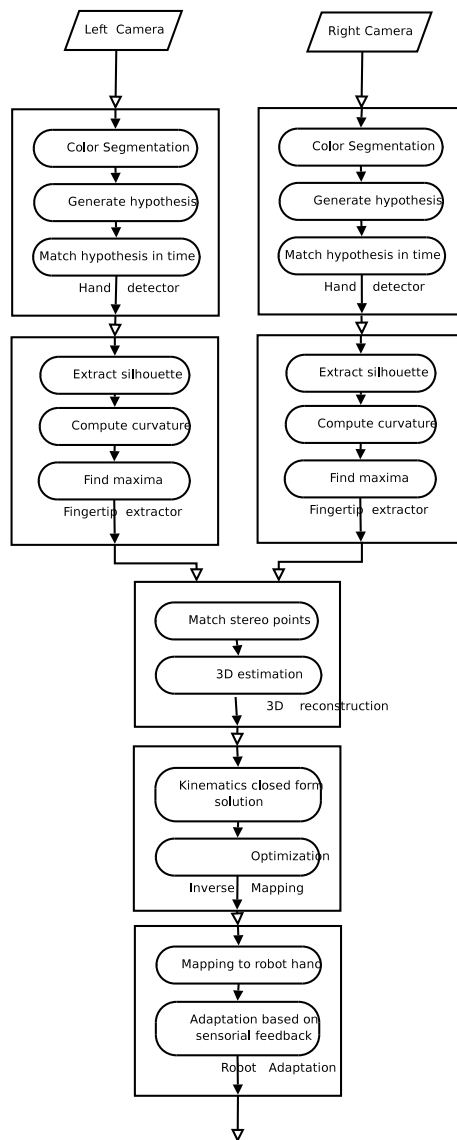 Left Camera
Right Camera
Color Segmentation
Generate hypothesis
Match hypothesis in time
Hand detector
Color Segmentation
Generate hypothesis
Match hypothesis in time
Hand detector
Extract silhouette
Compute curvature
Find maxima
Fingertip extractor
Extract silhouette
Compute curvature
Find maxima
Fingertip extractor
Match stereo points
3D estimation
3D reconstruction
Kinematics closed form
solution
Optimization
Inverse Mapping
Mapping to robot hand
Adaptation based on
sensorial feedback
Robot Adaptation